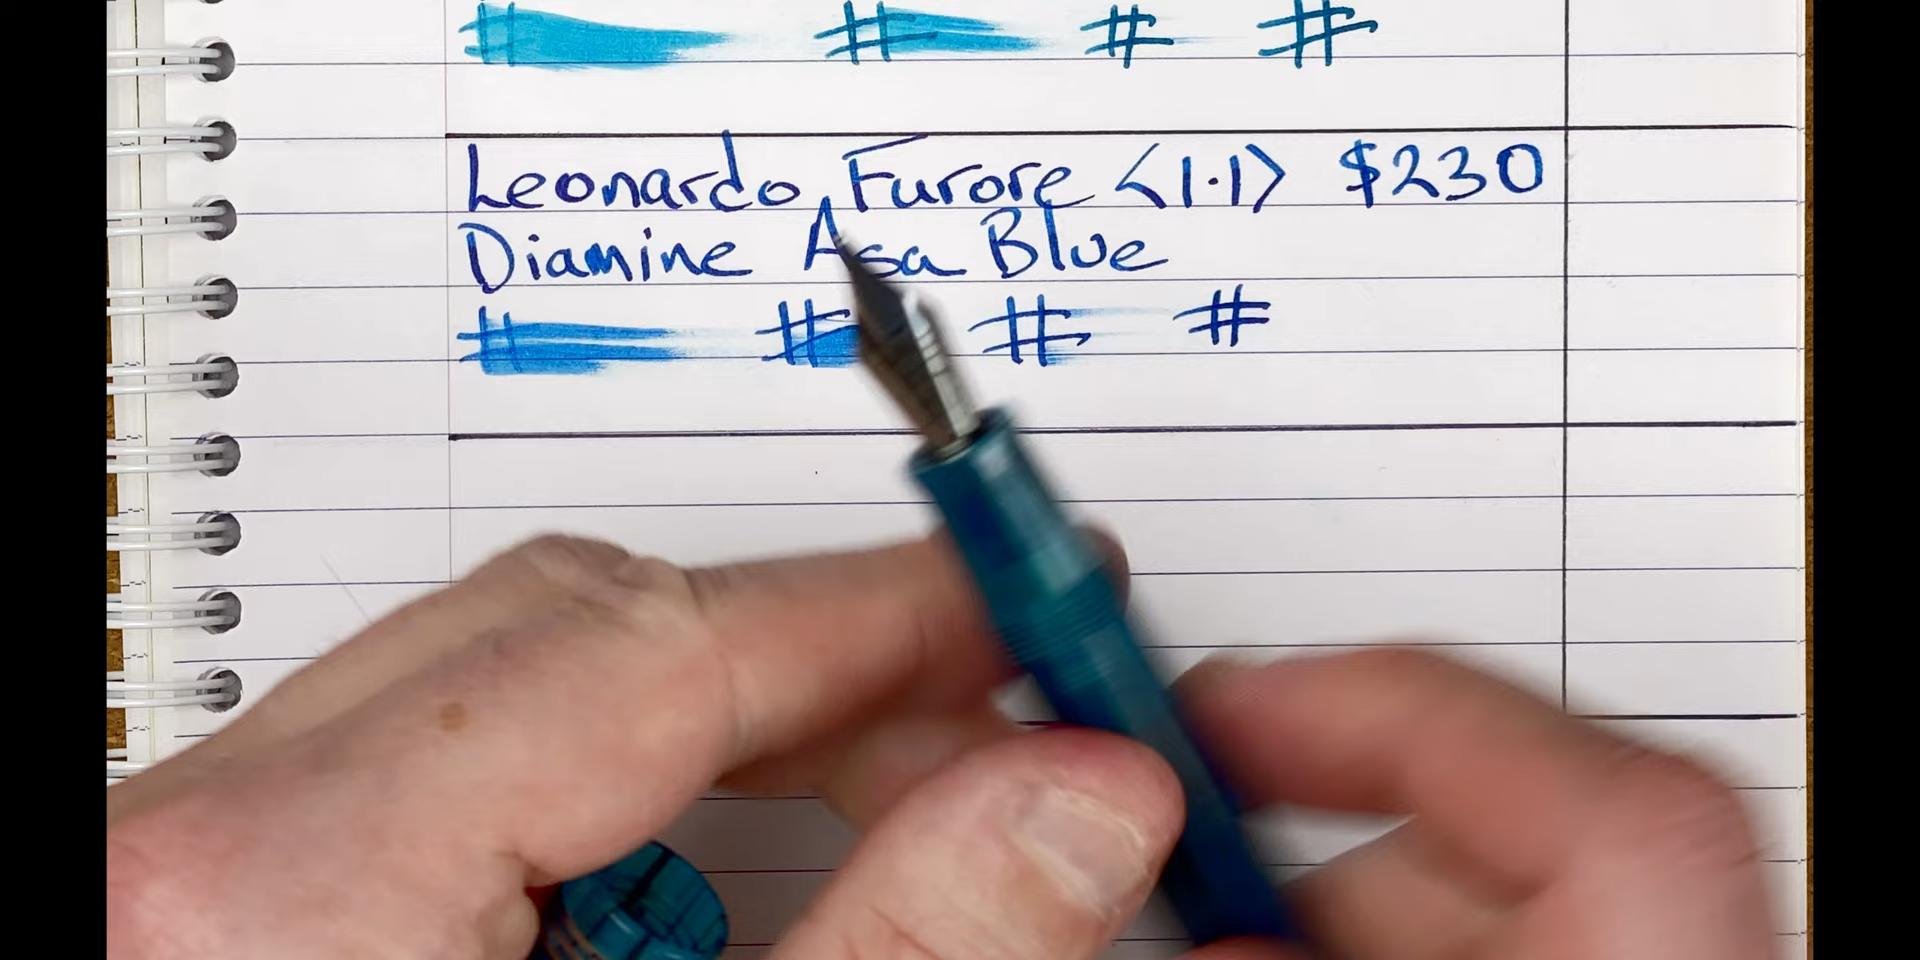 # # # #
Leonardo Furore <1.1> $230
Diamine Asa Blue
# # # #